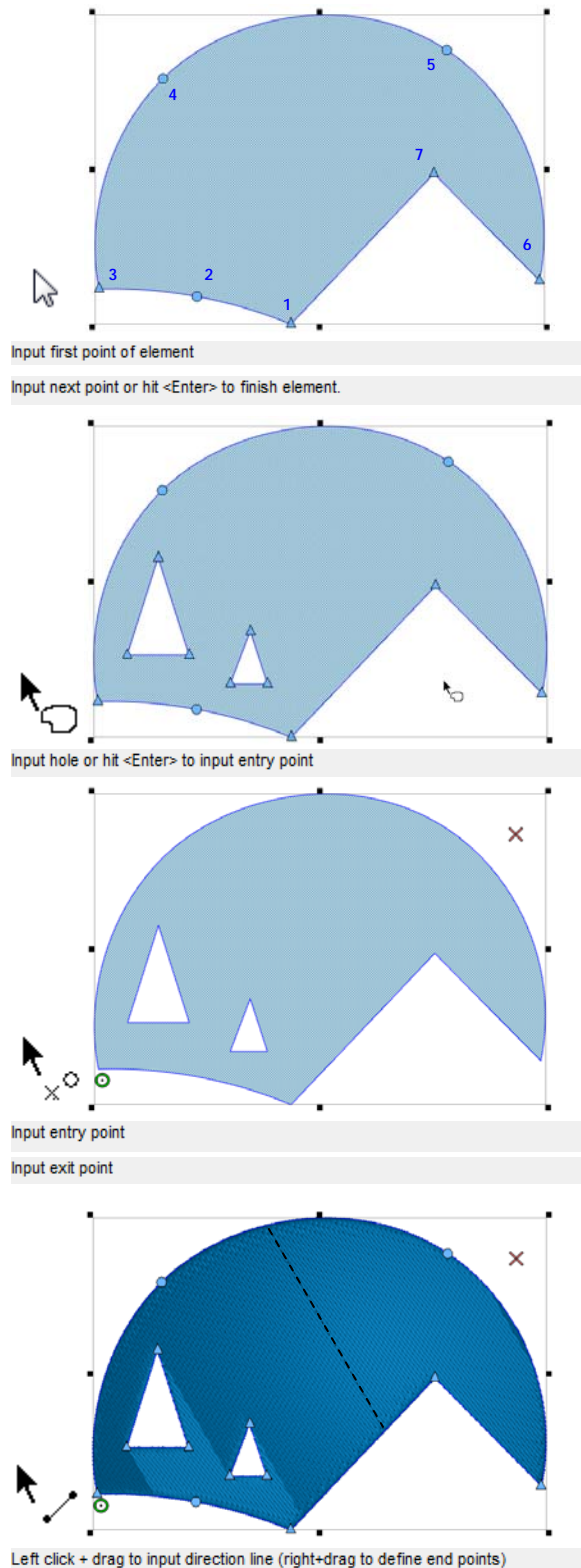 5
4
7
6
3 2
1
Input first point of element
Input next point or hit <Enter> to finish element.
Input hole or hit <Enter> to input entry point
Input entry point
Input exit point
Left click + drag to input direction line (right+drag to define end points)